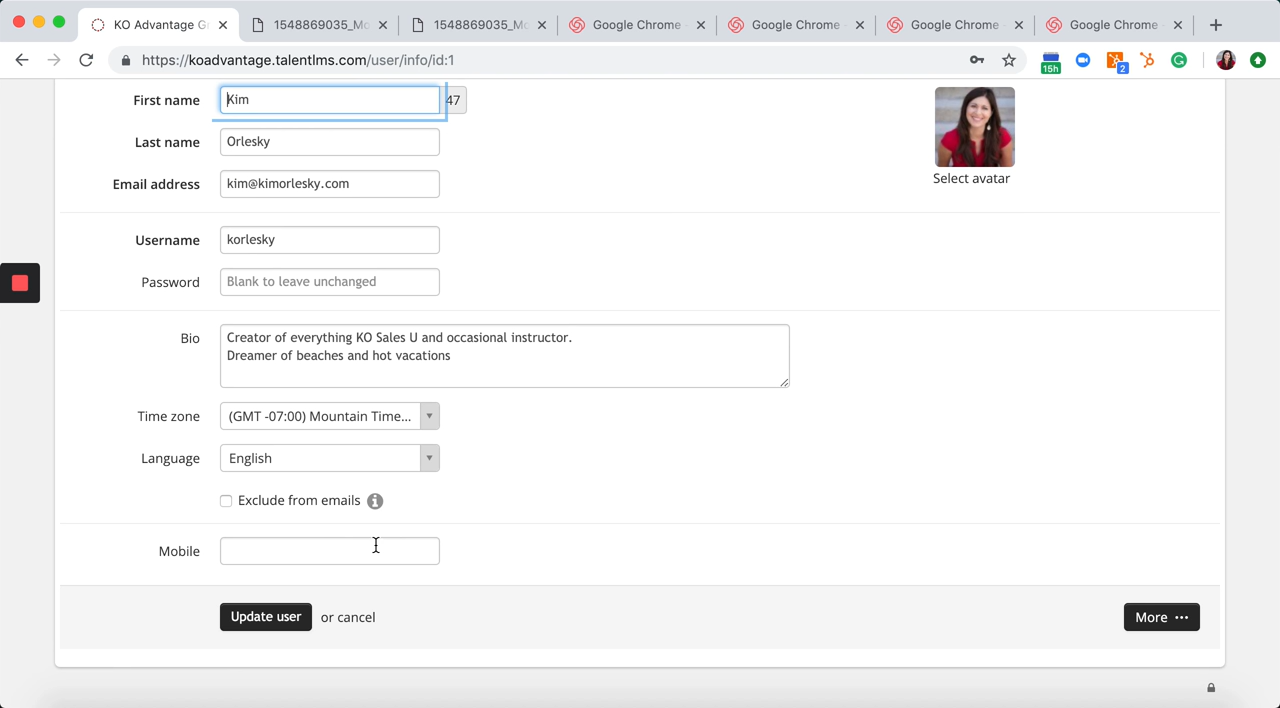 KO Advantage G
1548869035_Mo
1548869035_Mo
Google Chrome
Google Chrome
Google Chrome
Google Chrome
https://koadvantage.talentlms.com/user/info/id:1
15h
2
First name
Kim
47
Last name
Orlesky
Email address
kim@kimorlesky.com
Select avatar
Username
korlesky
Password
Blank to leave unchanged
Bio
Creator of everything KO Sales U and occasional instructor.
Dreamer of beaches and hot vacations
Time zone
(GMT -07:00) Mountain Time...
Language
English
Exclude from emails
Mobile
Update user
or cancel
More ...